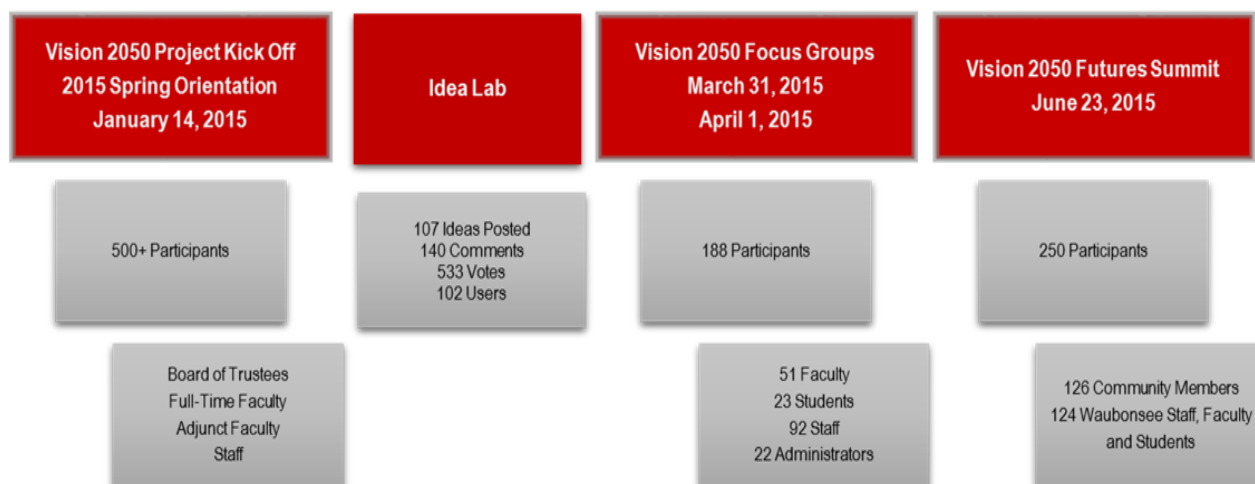 Vision 2050 Project Kick Off
2015 Spring Orientation
January 14, 2015
500+ Participants
Board of Trustees
Full-Time Faculty
Adjunct Faculty
Staff
Idea Lab
107 Ideas Posted
140 Comments
533 Votes
102 Users
Vision 2050 Focus Groups
March 31, 2015
April 1, 2015
188 Participants
51 Faculty
23 Students
92 Staff
22 Administrators
Vision 2050 Futures Summit
June 23, 2015
250 Participants
126 Community Members
124 Waubonsee Staff, Faculty
and Students